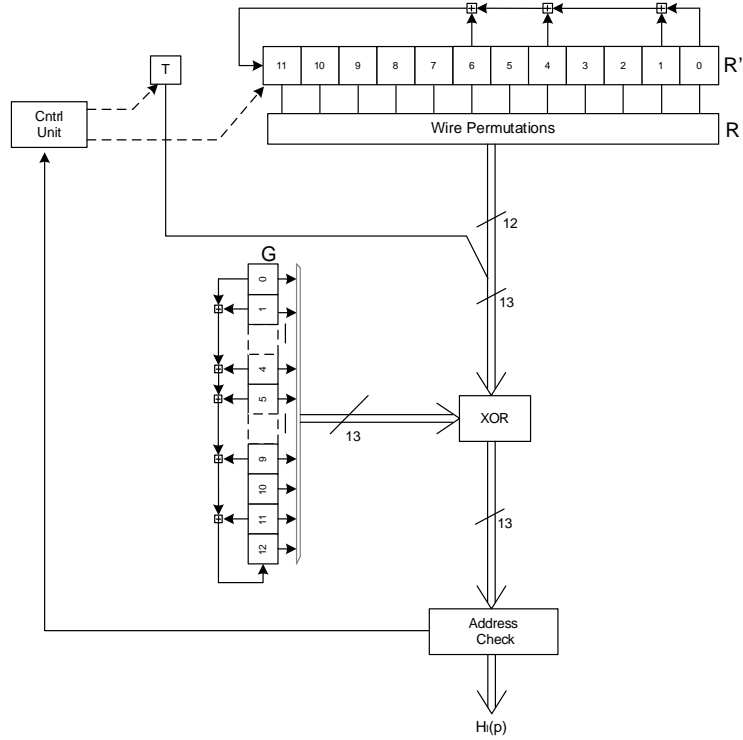 11 10 9 8 7 6 5 4 3 2 1 0 R'
T
Cntrl
Unit
Wire Permutations R
12
G
13
0
1
4
5
9
10
11
12
13
XOR
13
Address
Check
Hl(p)